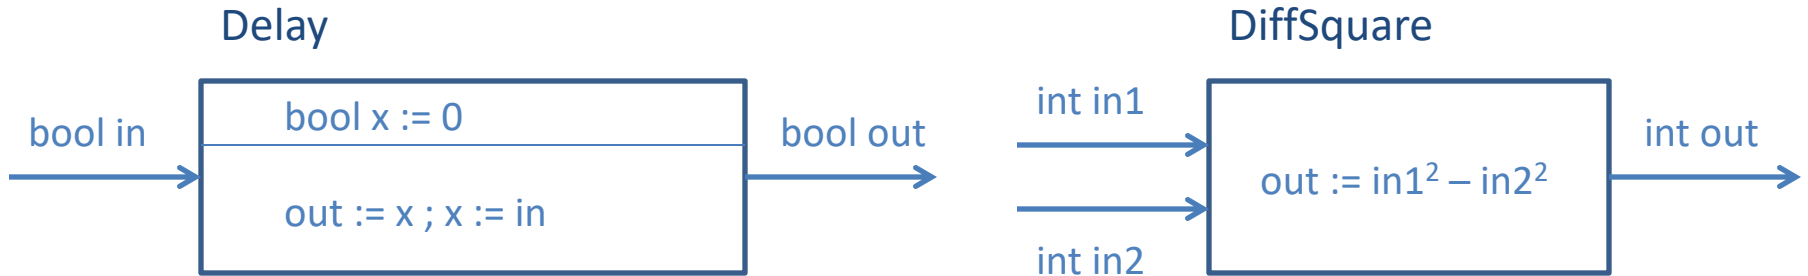 Delay
bool in
bool x := 0
out := x ; x := in
bool out
DiffSquare
int in1
int in2
out := in1² – in2²
int out